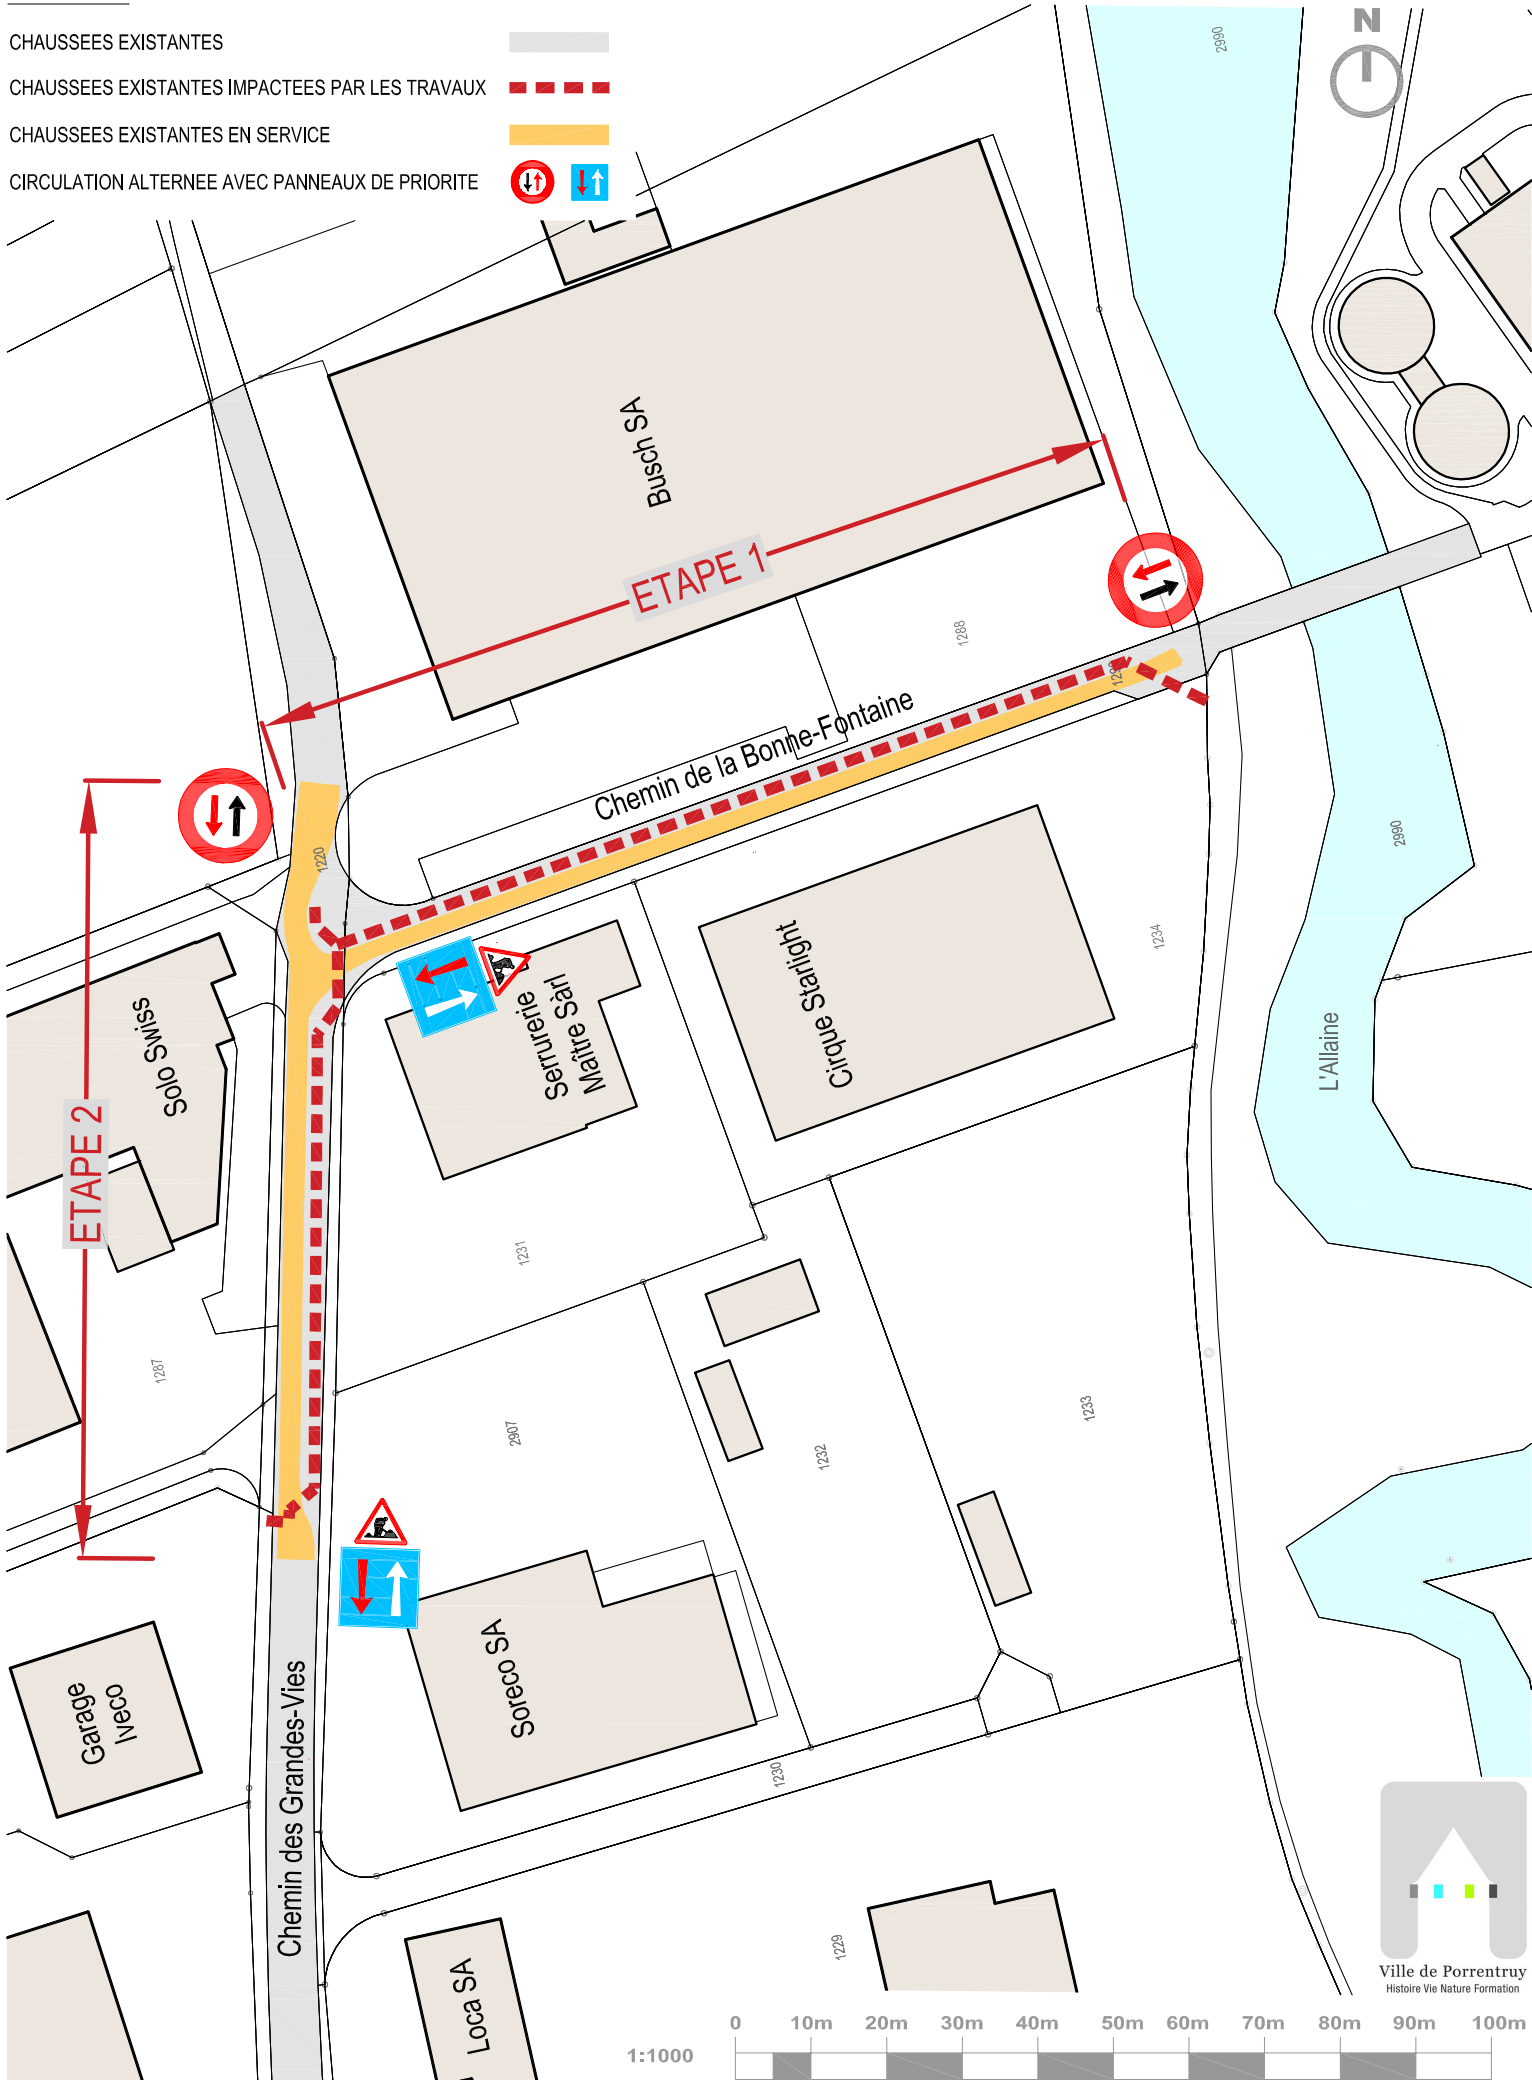 CHAUSSEES EXISTANTES
CHAUSSEES EXISTANTES IMPACTEES PAR LES TRAVAUX
CHAUSSEES EXISTANTES EN SERVICE
CIRCULATION ALTERNEE AVEC PANNEAUX DE PRIORITE
N
2990
Busch SA
ETAPE 1
1288
Chemin de la Bonne-Fontaine
1220
2990
Cirque Starlight
1234
Serrurerie
Maître Sàrl
Solo Swiss
L'Allaine
ETAPE 2
1231
1287
2907
1232
1233
Soreco SA
Garage
Iveco
Chemin des Grandes-Vies
1230
1229
Loca SA
Ville de Porrentruy
Histoire Vie Nature Formation
1:1000
0 10m 20m 30m 40m 50m 60m 70m 80m 90m 100m